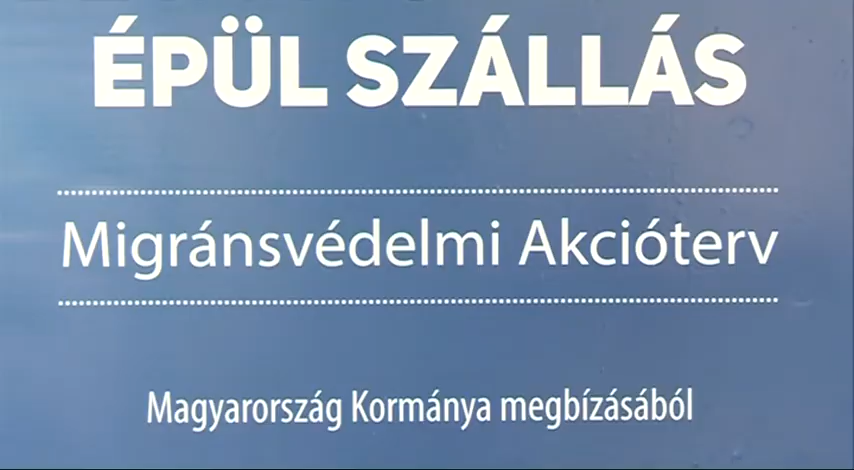 ÉPÜL SZÁLLÁS
Migránsvédelmi Akcióterv
Magyarország Kormánya megbízásából